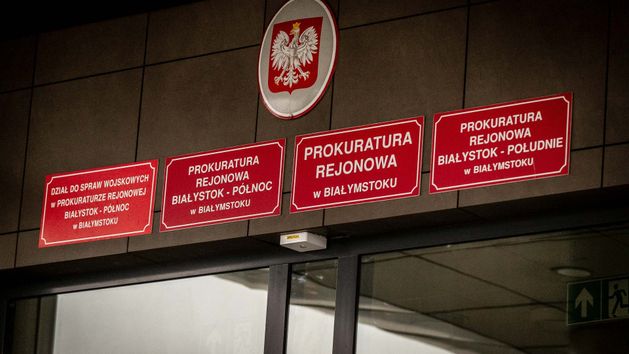 DZIAŁ DO SPRAW WOJSKOWYCH
w PROKURATURZE REJONOWEJ
BIAŁYSTOK - PÓŁNOC
w BIAŁYMSTOKU
PROKURATURA
REJONOWA
BIAŁYSTOK - PÓŁNOC
w BIAŁYMSTOKU
PROKURATURA
REJONOWA
w BIAŁYMSTOKU
PROKURATURA
REJONOWA
BIAŁYSTOK - POŁUDNIE
w BIAŁYMSTOKU